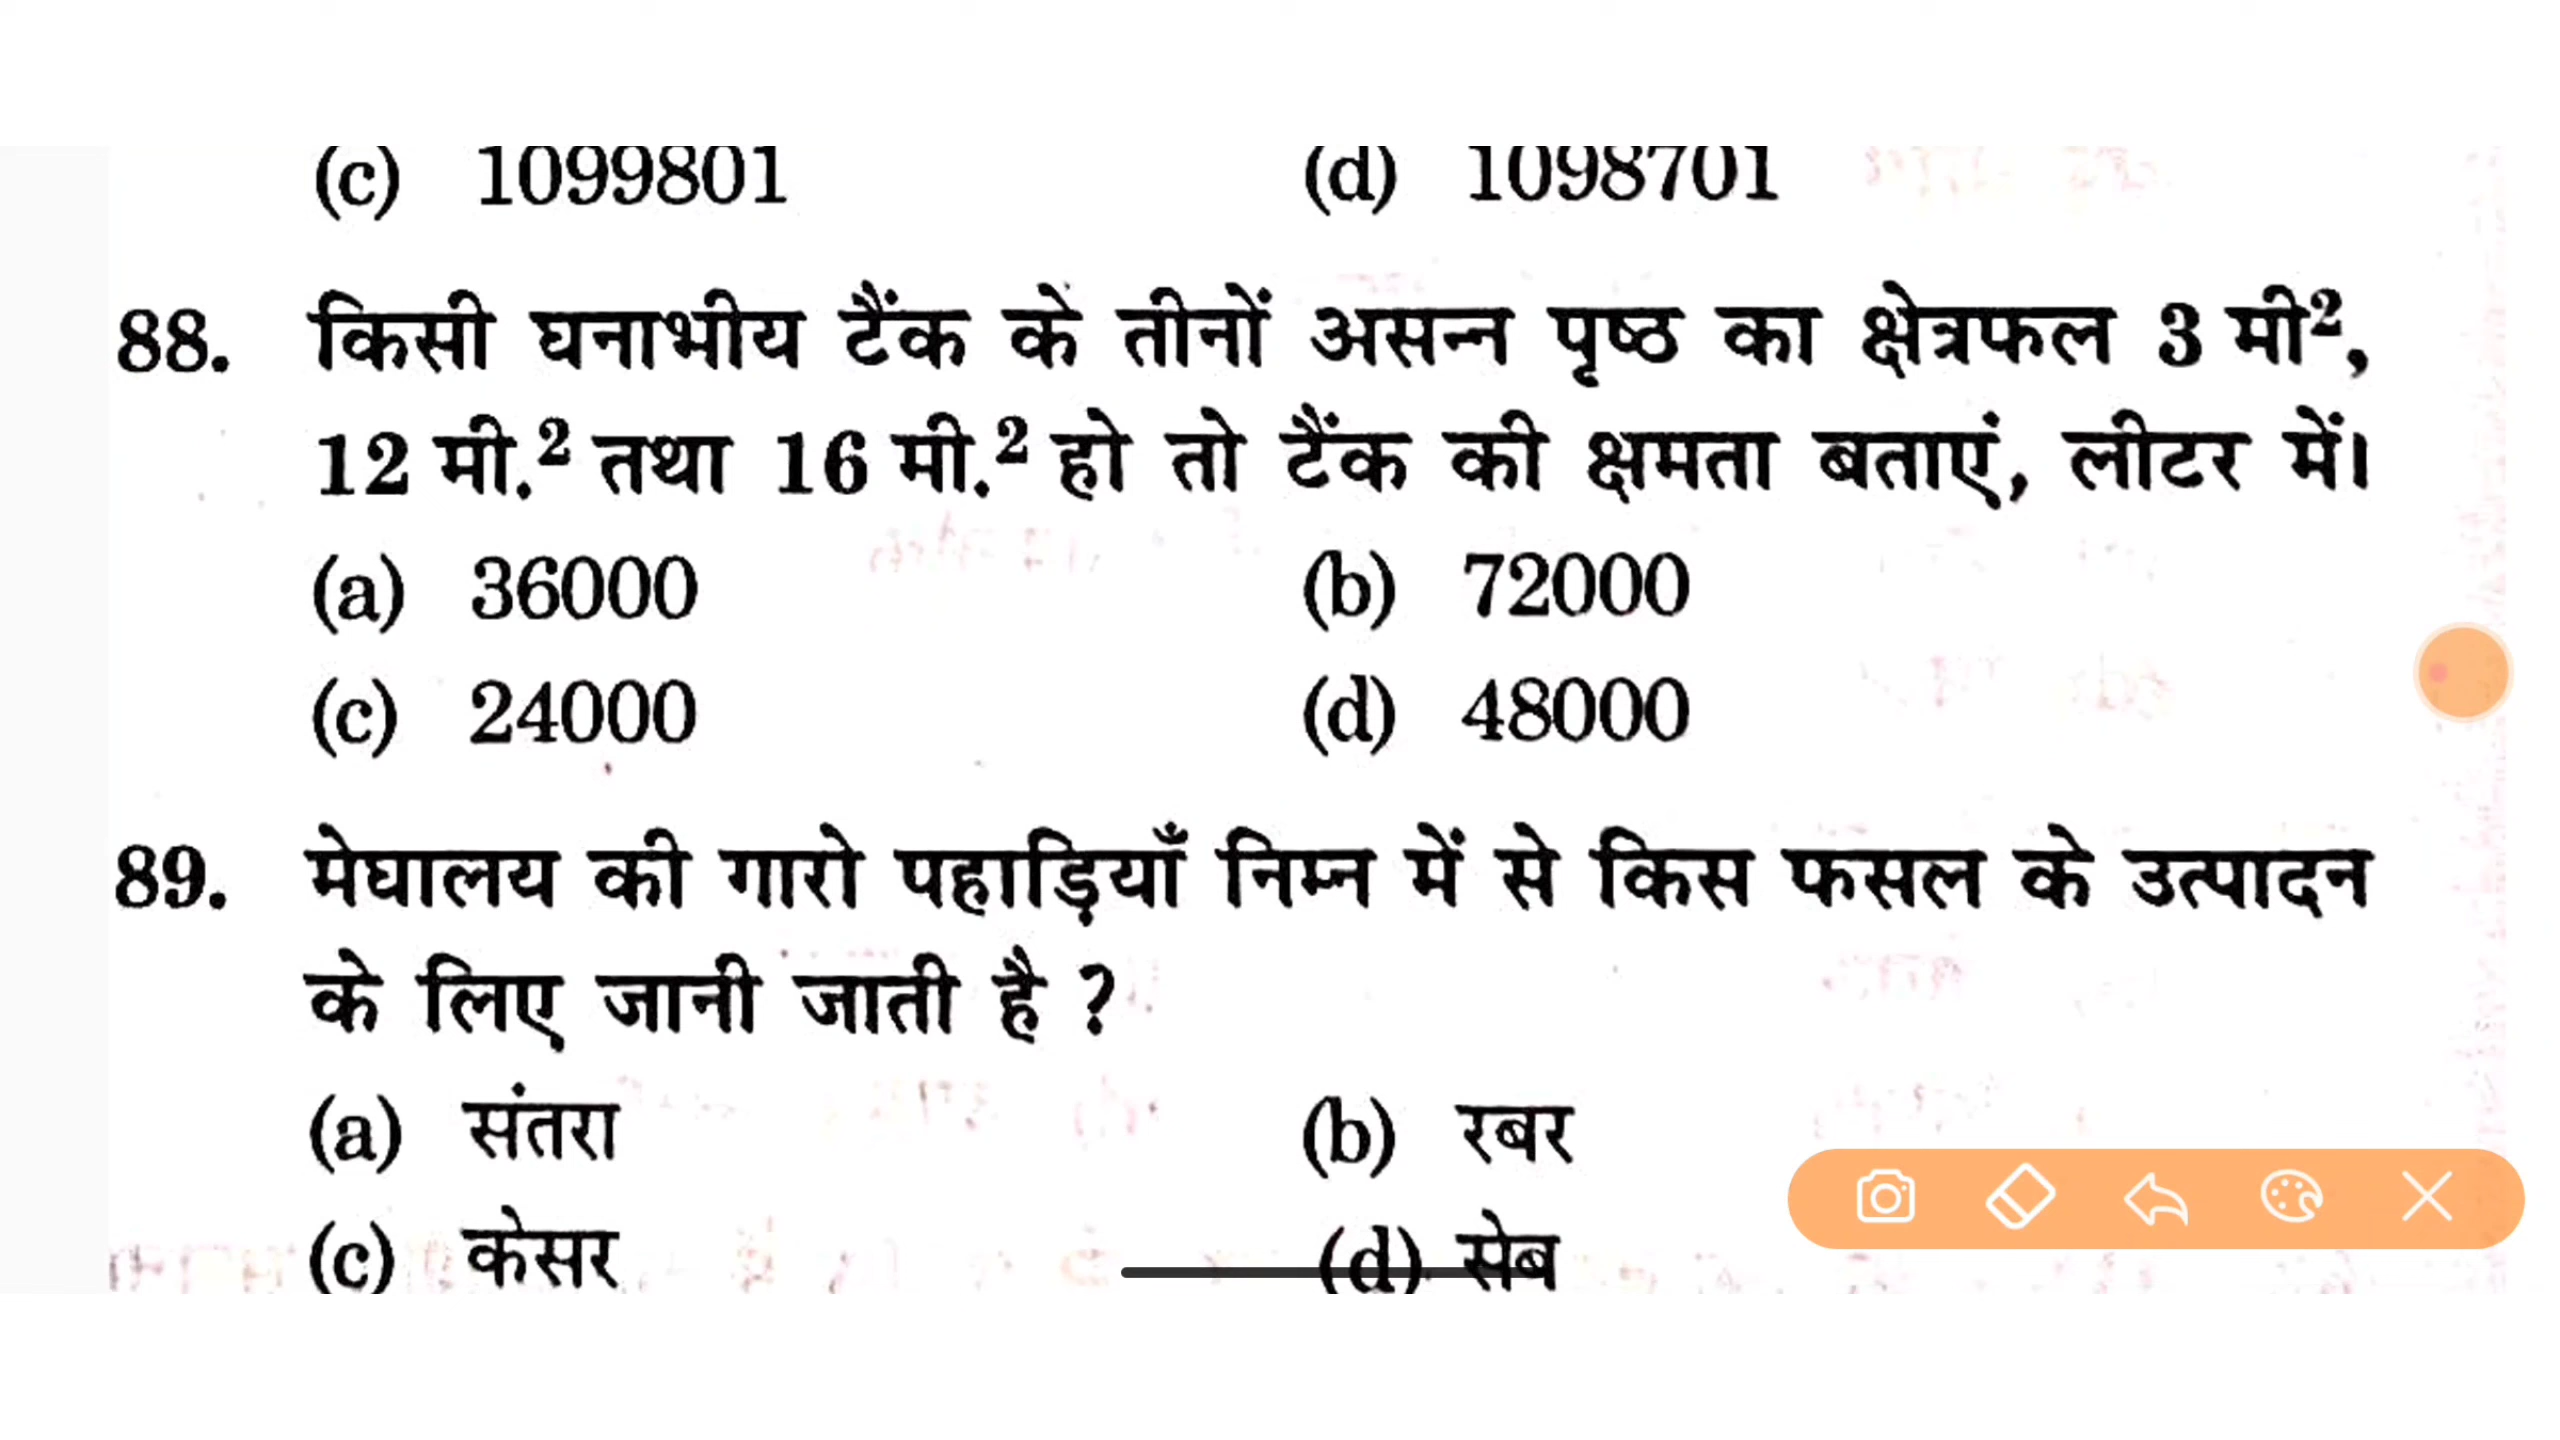 (c) 1099801 (d) 1098701
88. किसी घनाभीय टैंक के तीनों असन्न पृष्ठ का क्षेत्रफल 3 मी²,
12 मी.² तथा 16 मी.² हो तो टैंक की क्षमता बताएं, लीटर में।
(a) 36000 (b) 72000
(c) 24000 (d) 48000
89. मेघालय की गारो पहाड़ियाँ निम्न में से किस फसल के उत्पादन
के लिए जानी जाती है ?
(a) संतरा (b) रबर
(c) केसर (d) सेब